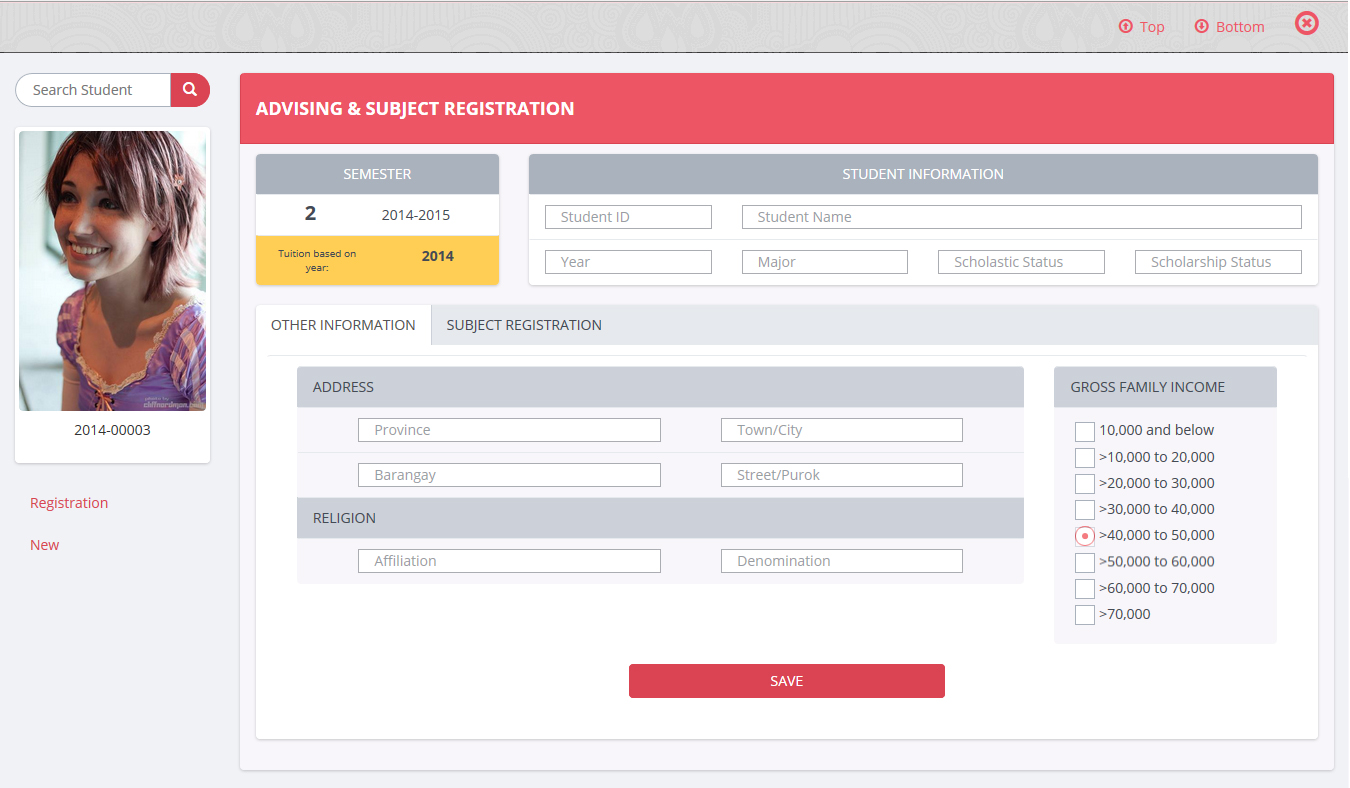 Top
Bottom
Search Student
2014-00003
Registration
New
ADVISING & SUBJECT REGISTRATION
SEMESTER
2 2014-2015
Tuition based on
year:
2014
STUDENT INFORMATION
Student ID Student Name
Year Major Scholastic Status Scholarship Status
OTHER INFORMATION SUBJECT REGISTRATION
ADDRESS
Province Town/City
Barangay Street/Purok
RELIGION
Affiliation Denomination
GROSS FAMILY INCOME
10,000 and below
>10,000 to 20,000
>20,000 to 30,000
>30,000 to 40,000
>40,000 to 50,000
>50,000 to 60,000
>60,000 to 70,000
>70,000
SAVE